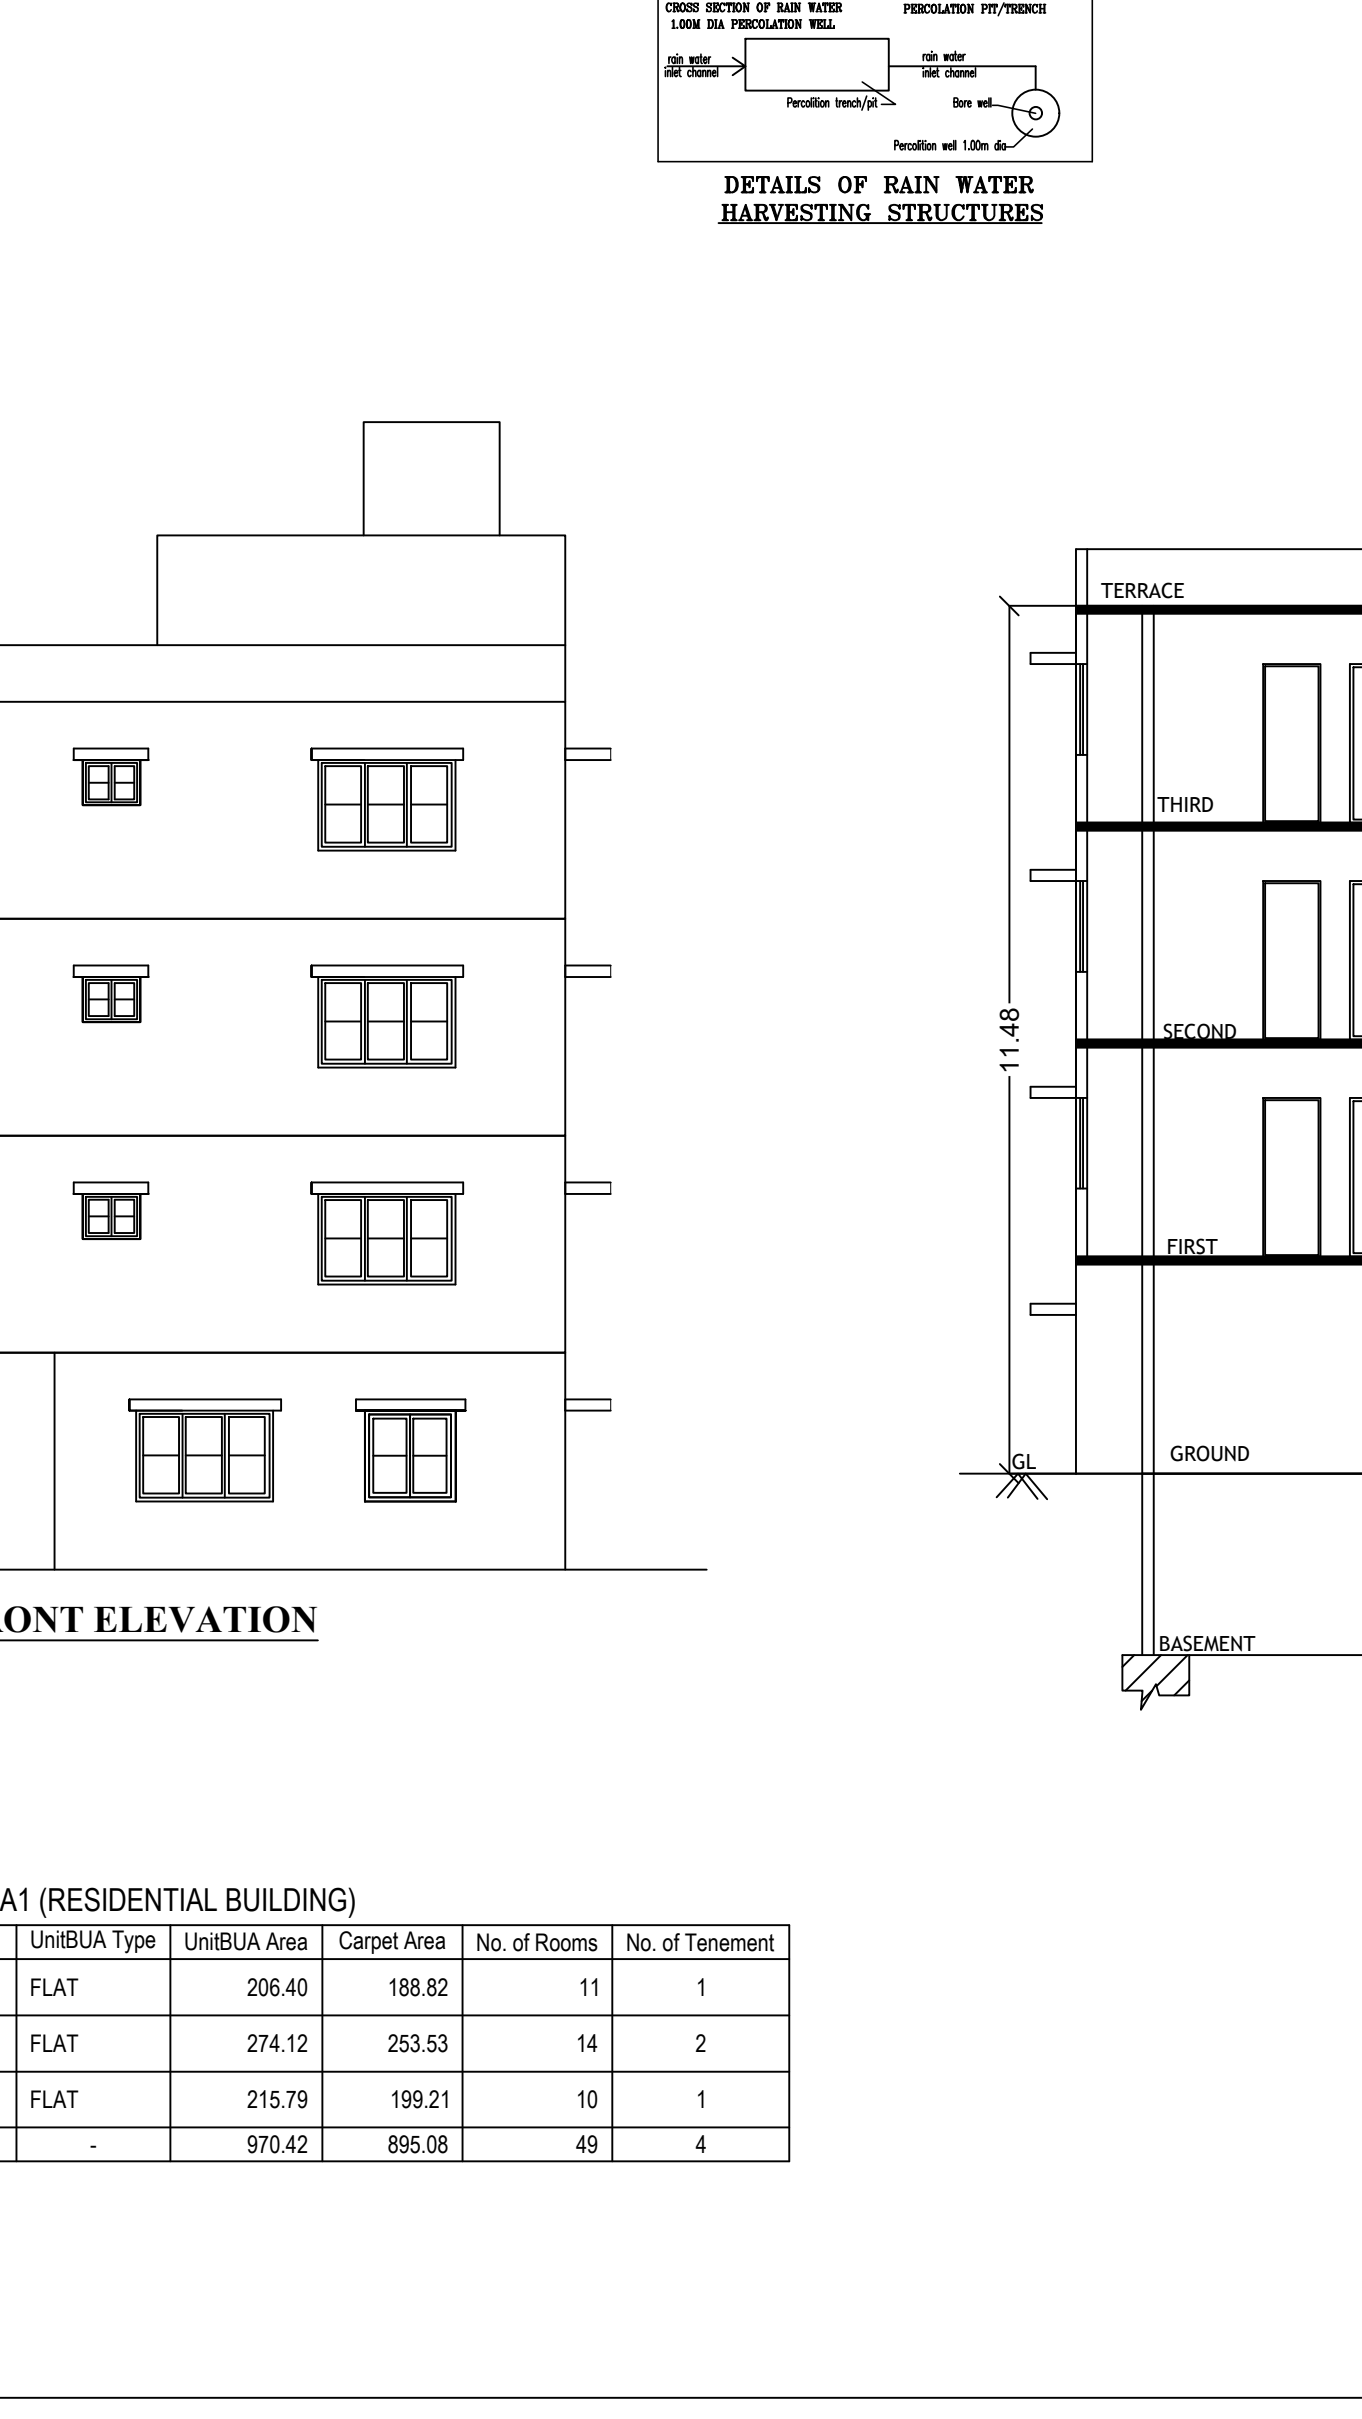 CROSS SECTION OF RAIN WATER
1.00M DIA PERCOLATION WELL
PERCOLATION PIT/TRENCH
rain water
inlet channel
rain water
inlet channel
Percolition trench/pit
Bore well
Percolition well 1.00m dia
DETAILS OF RAIN WATER
HARVESTING STRUCTURES
TERRACE
THIRD
SECOND
11.48
FIRST
GL
GROUND
BASEMENT
RONT ELEVATION
A1 (RESIDENTIAL BUILDING)
UnitBUA Type UnitBUA Area Carpet Area No. of Rooms No. of Tenement
FLAT 206.40 188.82 11 1
FLAT 274.12 253.53 14 2
FLAT 215.79 199.21 10 1
- 970.42 895.08 49 4